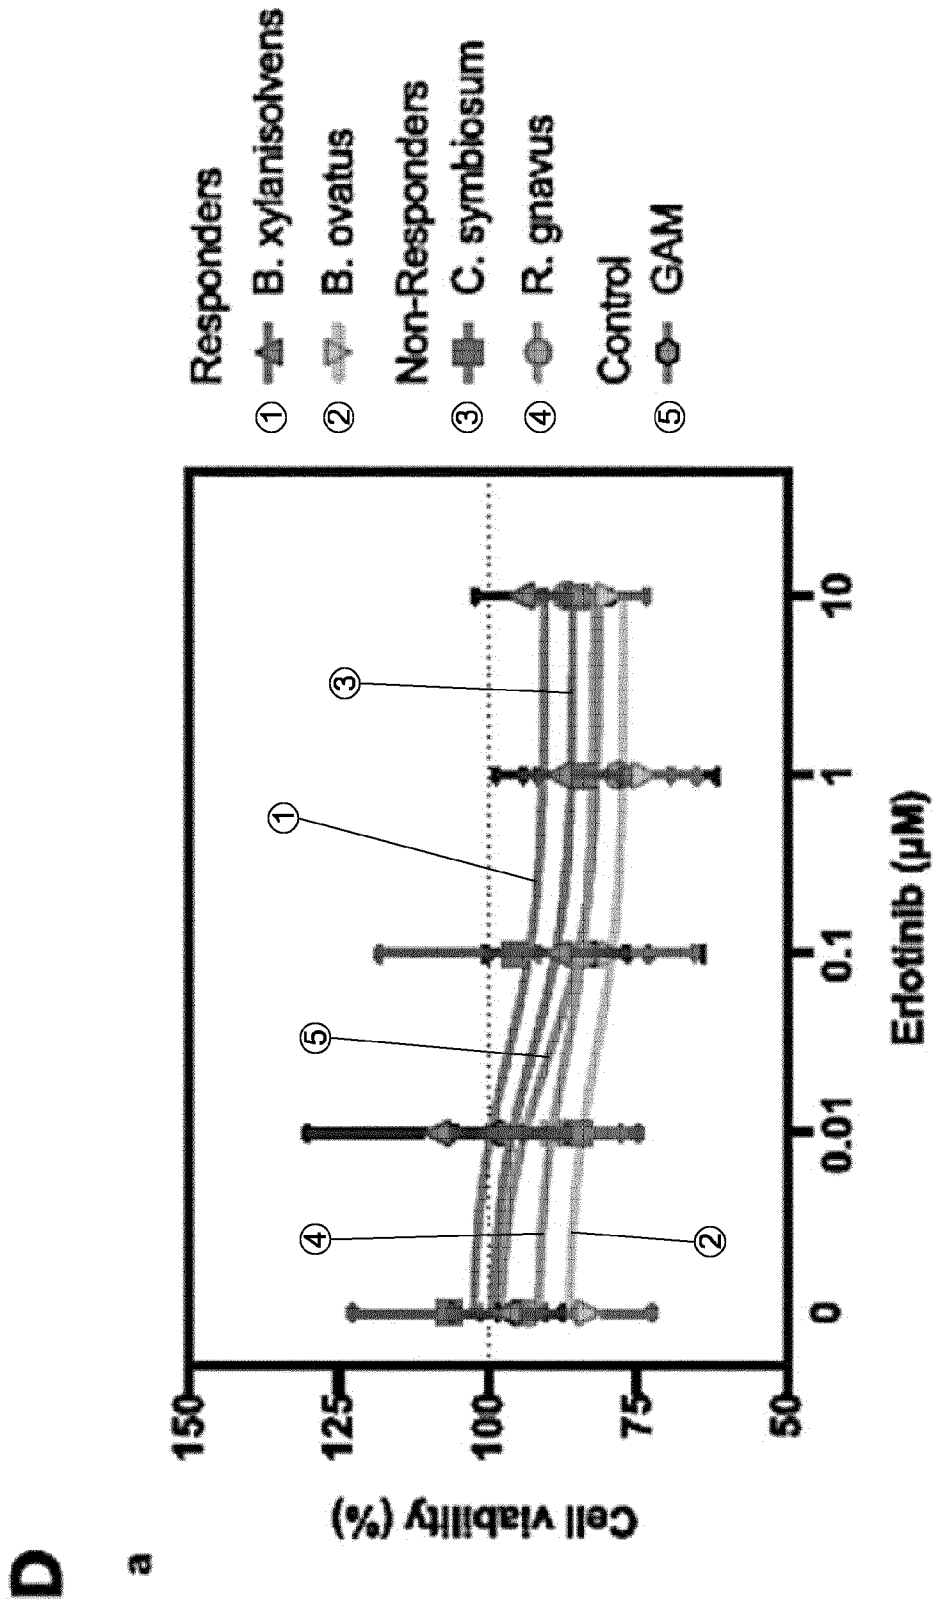 D
a
Cell viability (%)
150
125
100
75
50
0
0.01
0.1
1
10
Erlotinib (µM)
④
⑤
①
③
②
Responders
① B. xylanisolvens
② B. ovatus
Non-Responders
③ C. symbiosum
④ R. gnavus
Control
⑤ GAM